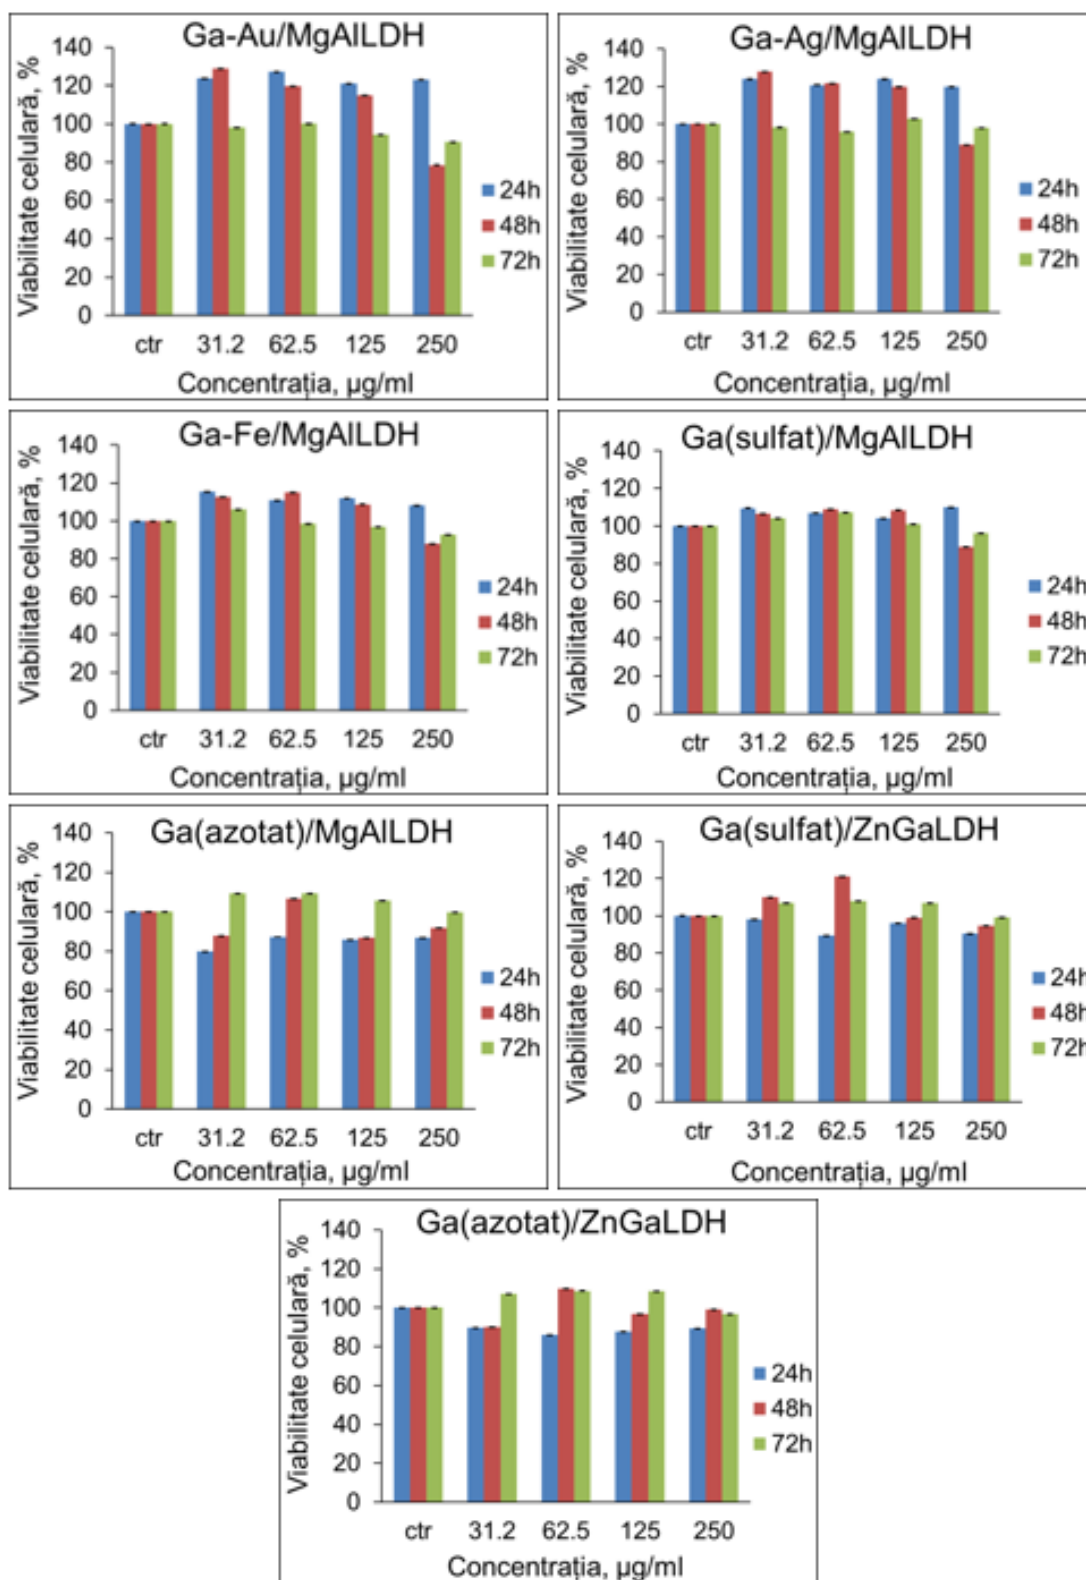 Ga-Au/MgAlLDH
Viabilitate celulară, %
140
120
100
80
60
40
20
0
24h
48h
72h
ctr 31.2 62.5 125 250
Concentrația, µg/ml
Ga-Ag/MgAlLDH
Viabilitate celulară, %
140
120
100
80
60
40
20
0
24h
48h
72h
ctr 31.2 62.5 125 250
Concentrația, µg/ml
Ga-Fe/MgAlLDH
Viabilitate celulară, %
140
120
100
80
60
40
20
0
24h
48h
72h
ctr 31.2 62.5 125 250
Concentrația, µg/ml
Ga(sulfat)/MgAlLDH
Viabilitate celulară, %
140
120
100
80
60
40
20
0
24h
48h
72h
ctr 31.2 62.5 125 250
Concentrația, µg/ml
Ga(azotat)/MgAlLDH
Viabilitate celulară, %
140
120
100
80
60
40
20
0
24h
48h
72h
ctr 31.2 62.5 125 250
Concentrația, µg/ml
Ga(sulfat)/ZnGaLDH
Viabilitate celulară, %
140
120
100
80
60
40
20
0
24h
48h
72h
ctr 31.2 62.5 125 250
Concentrația, µg/ml
Ga(azotat)/ZnGaLDH
Viabilitate celulară, %
140
120
100
80
60
40
20
0
24h
48h
72h
ctr 31.2 62.5 125 250
Concentrația, µg/ml